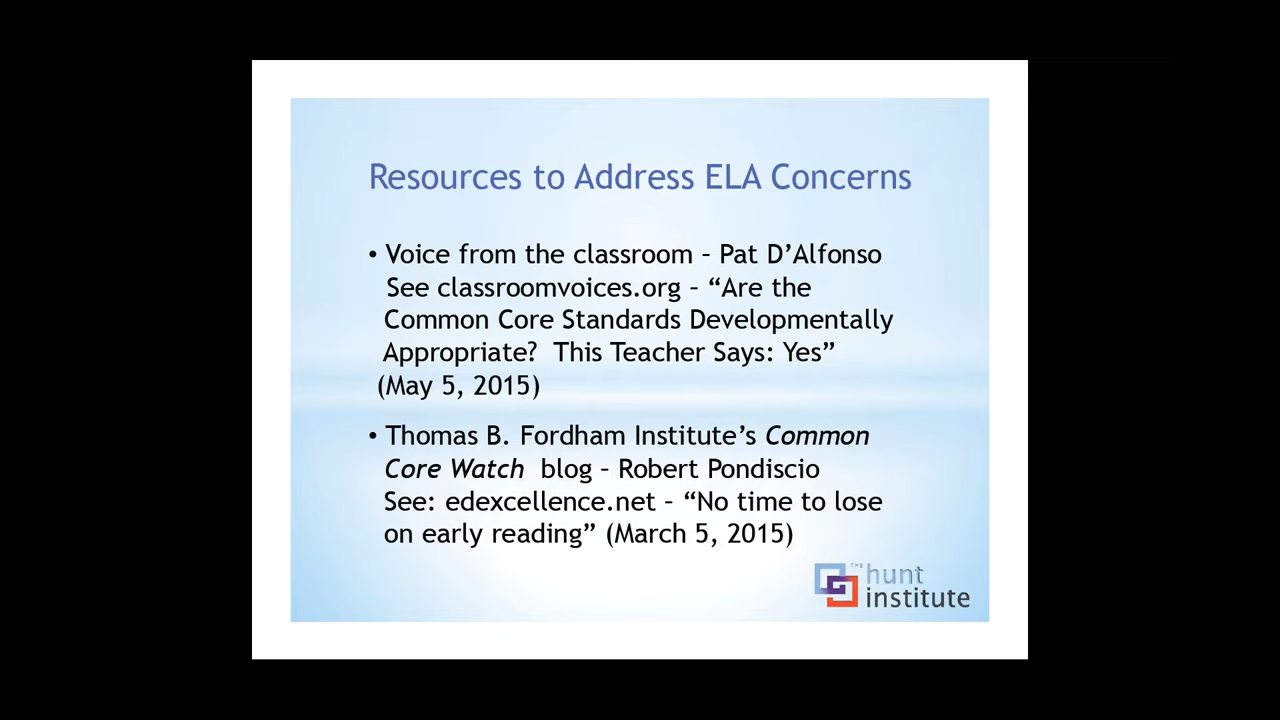 Resources to Address ELA Concerns
• Voice from the classroom – Pat D’Alfonso
See classroomvoices.org – “Are the
Common Core Standards Developmentally
Appropriate?  This Teacher Says: Yes”
(May 5, 2015)
• Thomas B. Fordham Institute’s Common
Core Watch  blog – Robert Pondiscio
See: edexcellence.net – “No time to lose
on early reading” (March 5, 2015)
THE hunt
institute